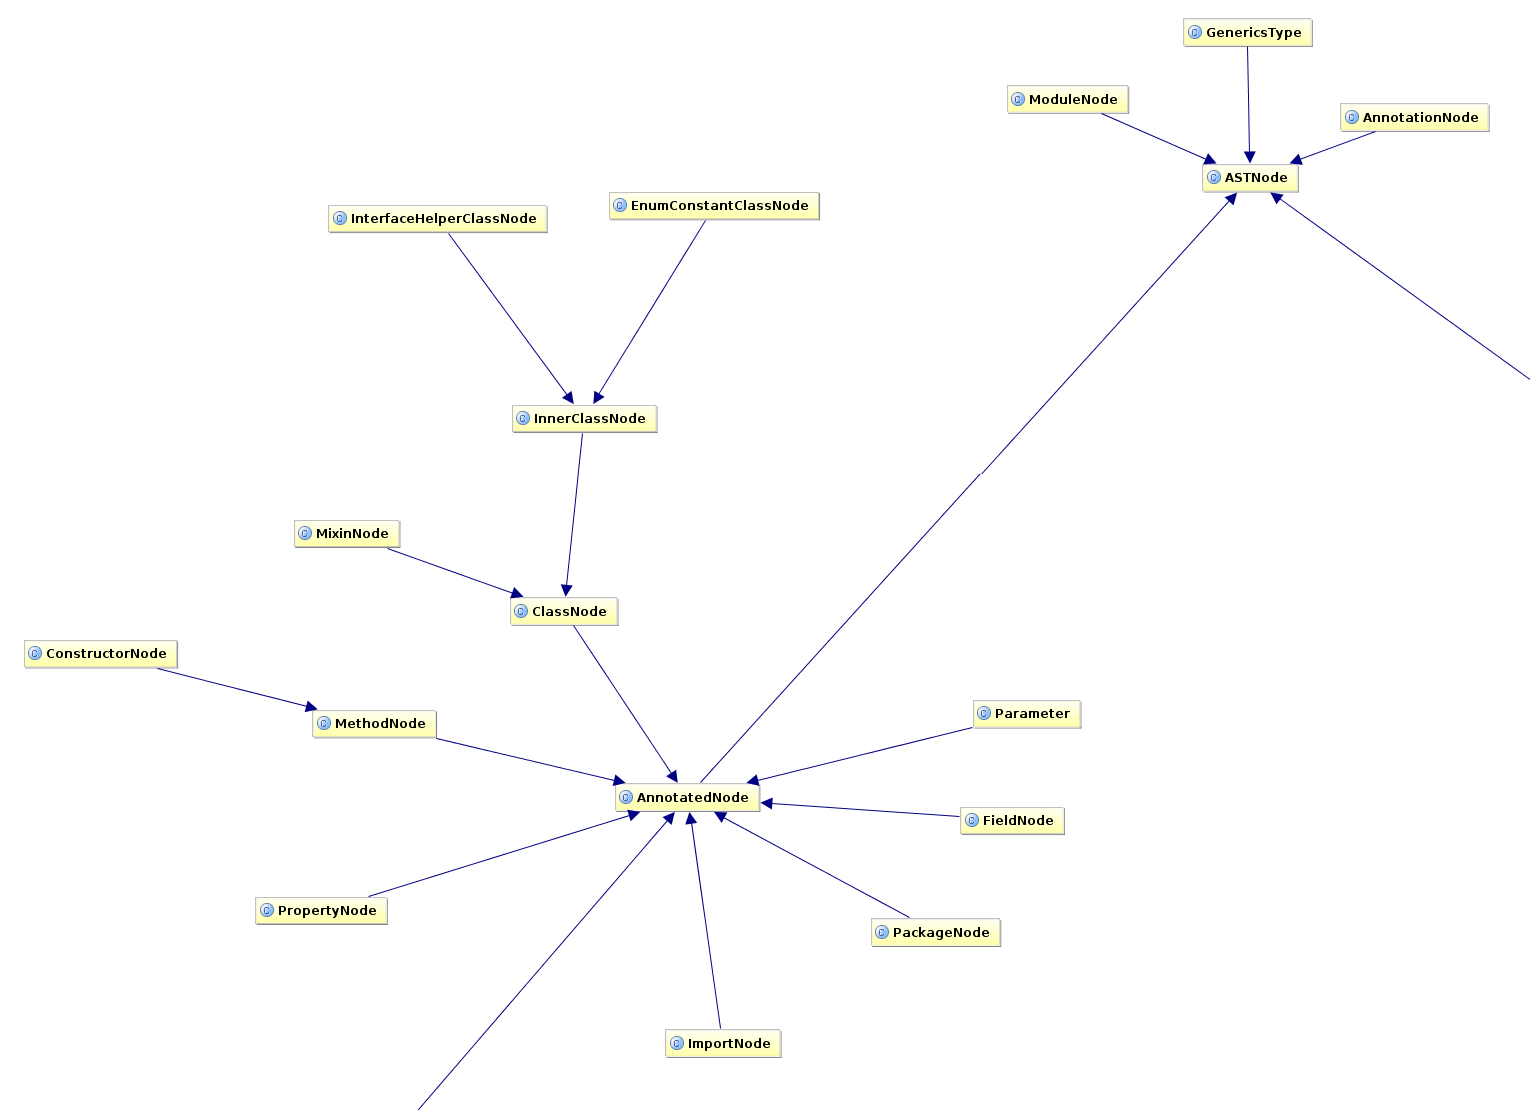 GenericsType
ModuleNode
AnnotationNode
ASTNode
InterfaceHelperClassNode
EnumConstantClassNode
InnerClassNode
MixinNode
ClassNode
ConstructorNode
MethodNode
Parameter
AnnotatedNode
FieldNode
PropertyNode
PackageNode
ImportNode